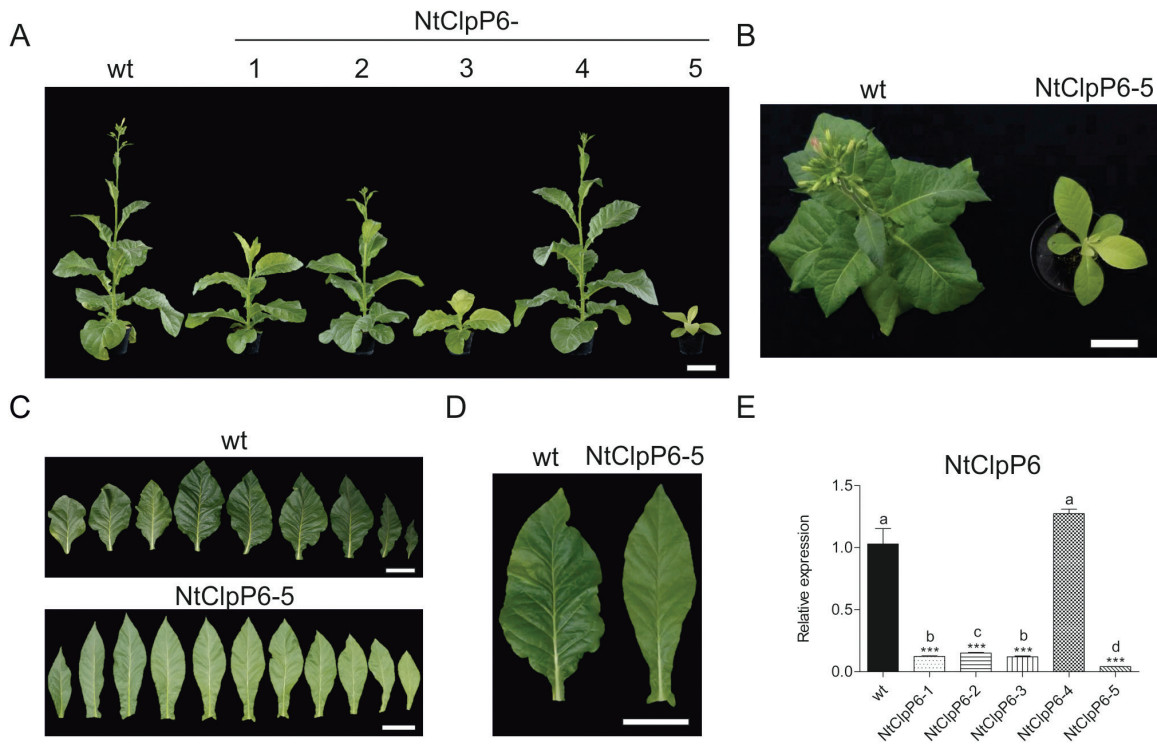 A
NtClpP6-
wt 1 2 3 4 5
B
wt NtClpP6-5
C
wt
NtClpP6-5
D
wt NtClpP6-5
E
NtClpP6
Relative expression
1.5
1.0
0.5
0.0
a
b
***
c
***
b
***
a
d
***
wt NtClpP6-1 NtClpP6-2 NtClpP6-3 NtClpP6-4 NtClpP6-5